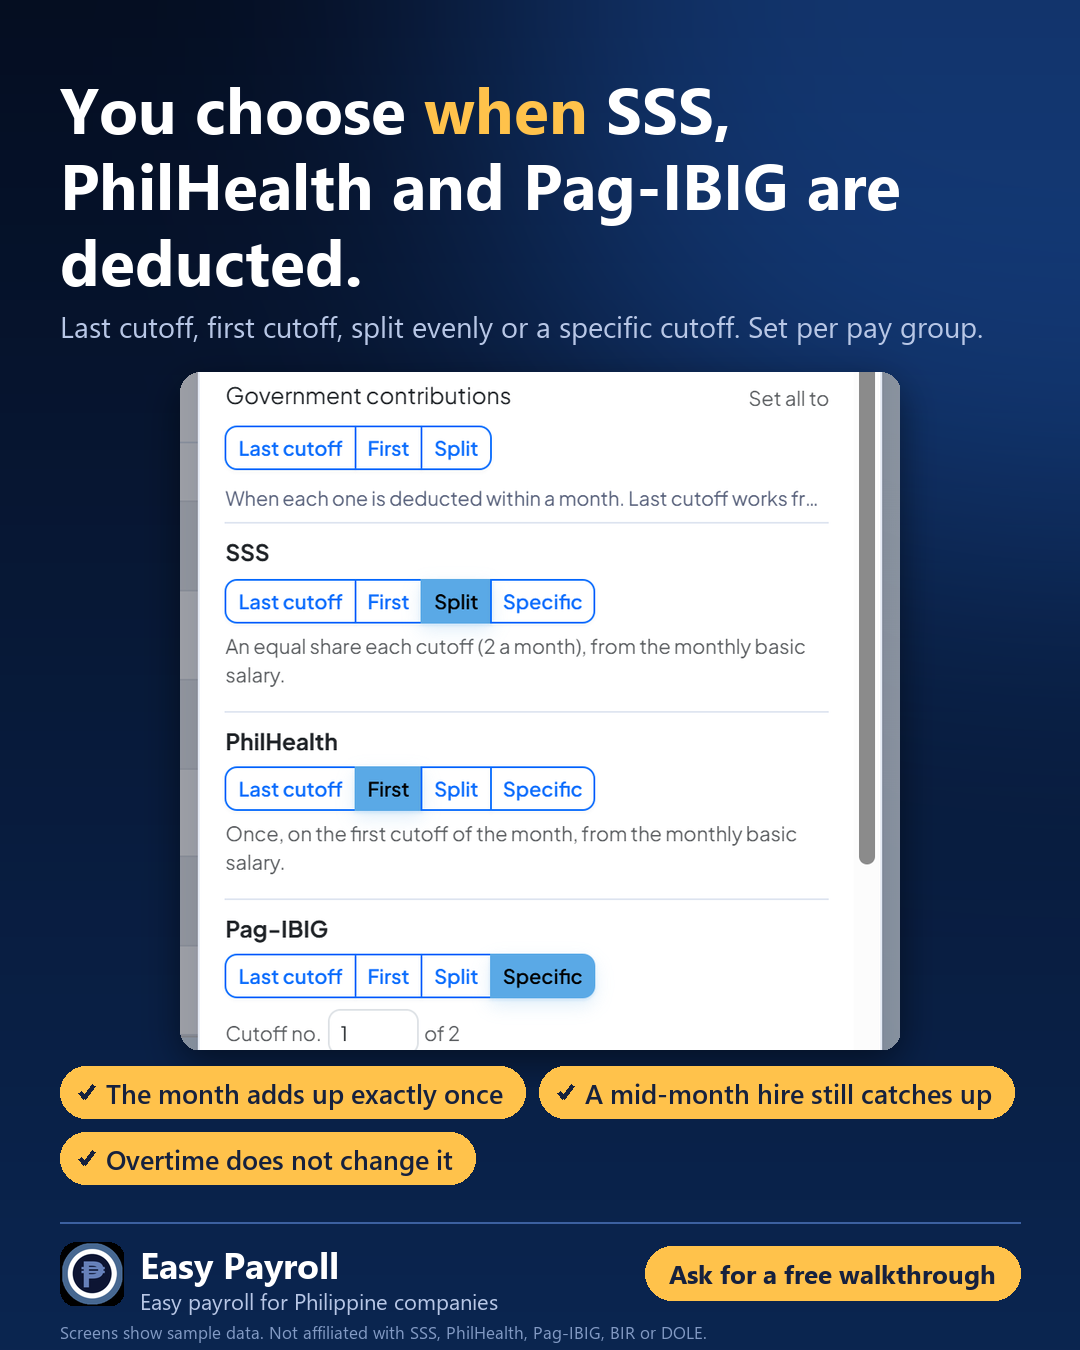 You choose when SSS,
PhilHealth and Pag-IBIG are
deducted.
Last cutoff, first cutoff, split evenly or a specific cutoff. Set per pay group.
Government contributions
Set all to
Last cutoff First Split
When each one is deducted within a month. Last cutoff works fr...
SSS
Last cutoff First Split Specific
An equal share each cutoff (2 a month), from the monthly basic
salary.
PhilHealth
Last cutoff First Split Specific
Once, on the first cutoff of the month, from the monthly basic
salary.
Pag-IBIG
Last cutoff First Split Specific
Cutoff no. 1 of 2
✓ The month adds up exactly once
✓ A mid-month hire still catches up
✓ Overtime does not change it
Easy Payroll
Easy payroll for Philippine companies
Ask for a free walkthrough
Screens show sample data. Not affiliated with SSS, PhilHealth, Pag-IBIG, BIR or DOLE.